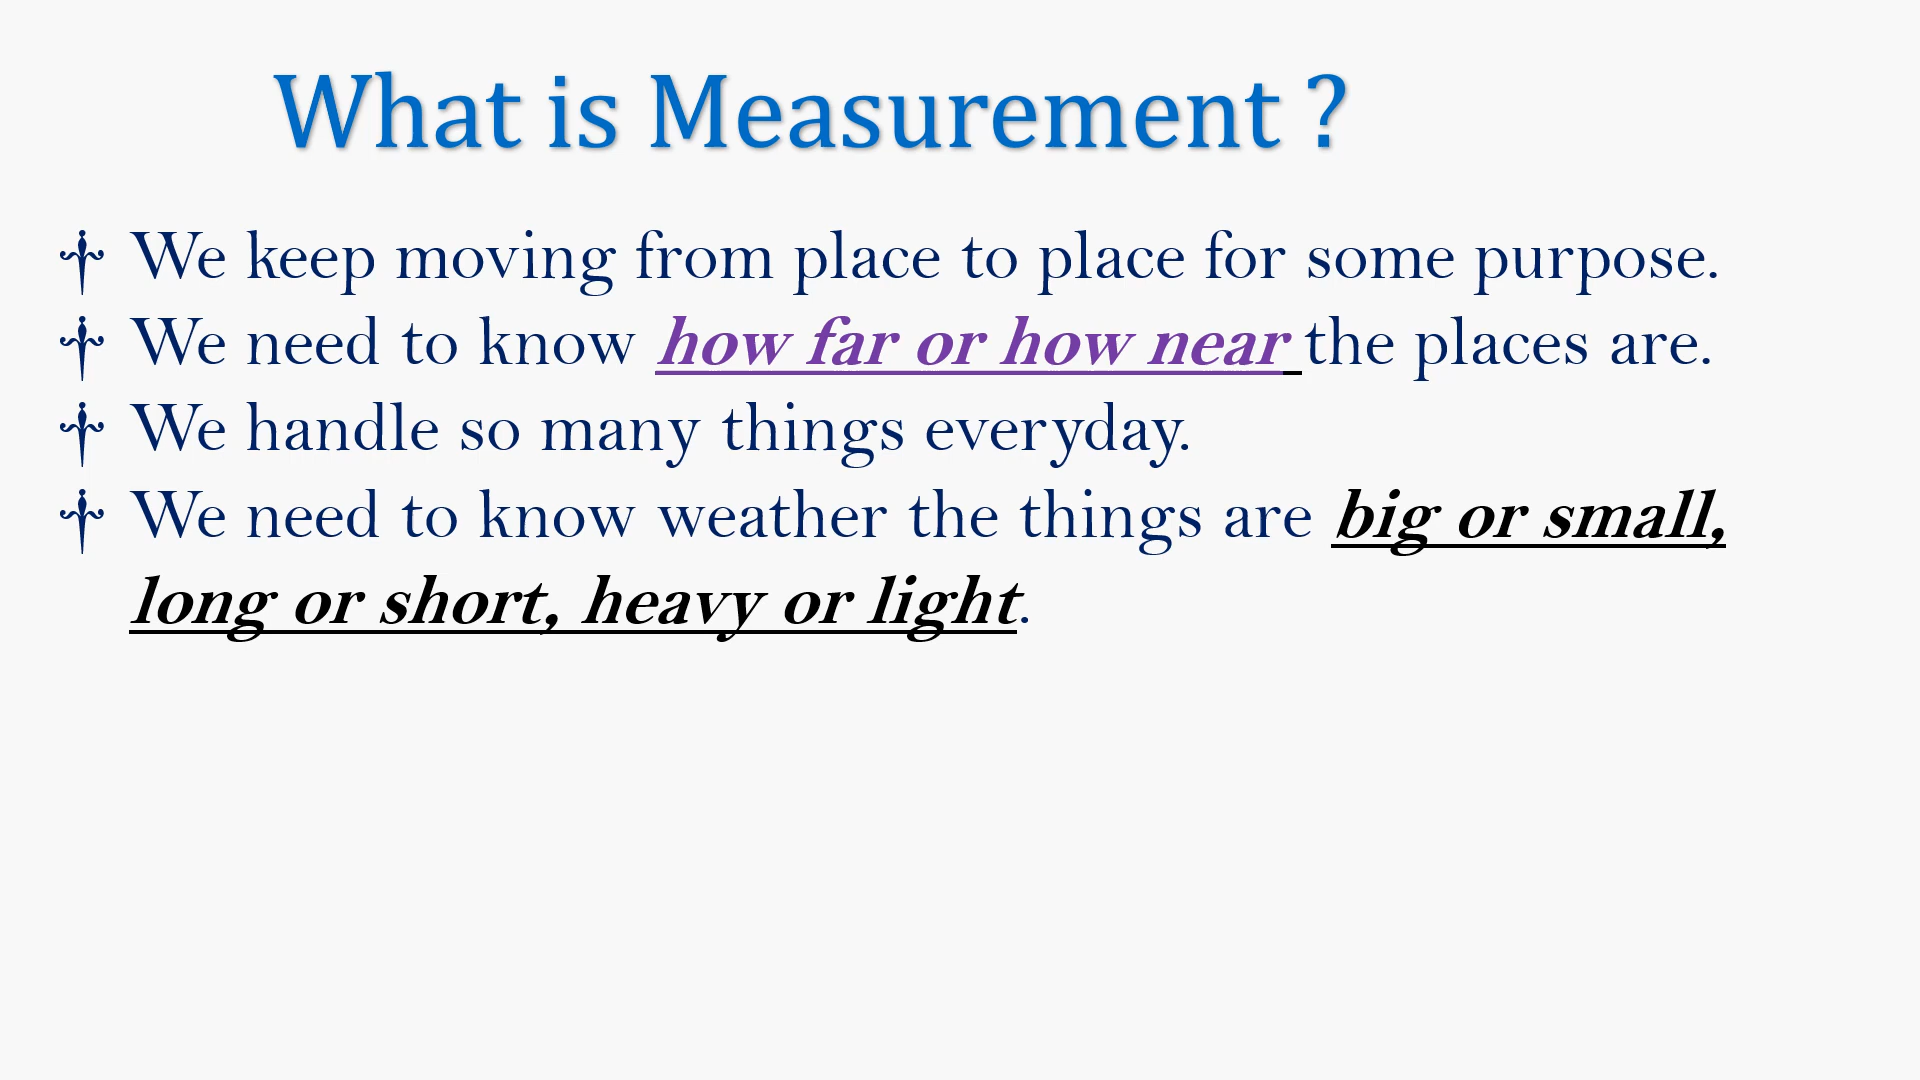 What is Measurement ?
We keep moving from place to place for some purpose.
We need to know how far or how near the places are.
We handle so many things everyday.
We need to know weather the things are big or small,
long or short, heavy or light.